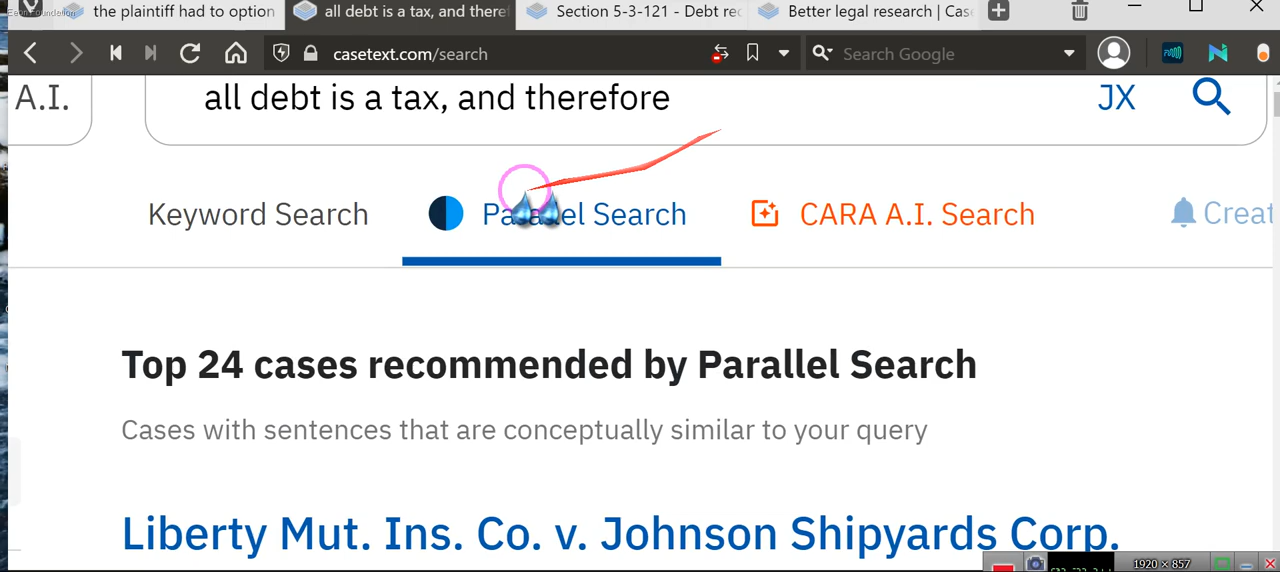 the plaintiff had to option
all debt is a tax, and there
Section 5-3-121 - Debt rec
Better legal research | Cas
casetext.com/search
Search Google
A.I.
all debt is a tax, and therefore
JX
Keyword Search
Parallel Search
CARA A.I. Search
Creat
Top 24 cases recommended by Parallel Search
Cases with sentences that are conceptually similar to your query
Liberty Mut. Ins. Co. v. Johnson Shipyards Corp.
1920 × 857